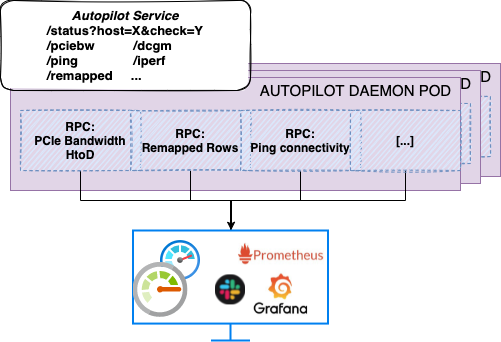 Autopilot Service
/status?host=X&check=Y
/pciebw /dcgm
/ping /iperf
/remapped ...
D
D
AUTOPILOT DAEMON POD
RPC:
PCIe Bandwidth
HtoD
RPC:
Remapped Rows
RPC:
Ping connectivity
[...]
Prometheus
Grafana